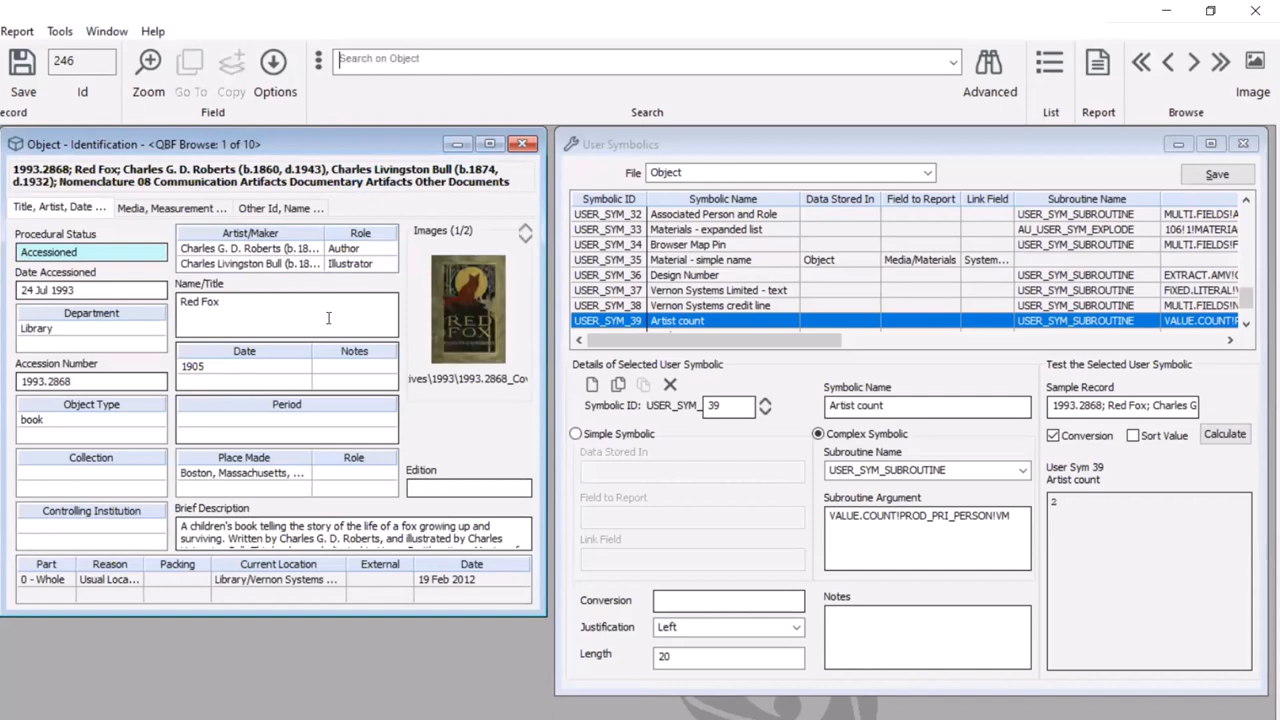 Report Tools Window Help
246
Search on Object
Save Id Zoom Go To Copy Options Advanced Image
ecord Field Search List Report Browse
Object - Identification - <QBF Browse: 1 of 10>
1993.2868; Red Fox; Charles G. D. Roberts (b.1860, d.1943), Charles Livingston Bull (b.1874,
d.1932); Nomenclature 08 Communication Artifacts Documentary Artifacts Other Documents
Title, Artist, Date ... Media, Measurement ... Other Id, Name ...
Procedural Status
Accessioned
Date Accessioned
24 Jul 1993
Department
Library
Accession Number
1993.2868
Object Type
book
Collection
Controlling Institution
Artist/Maker Role
Charles G. D. Roberts (b.18... Author
Charles Livingston Bull (b.18... Illustrator
Name/Title
Red Fox
Date Notes
1905
Period
Place Made Role
Boston, Massachusetts, ...
Brief Description
A children's book telling the story of the life of a fox growing up and
surviving. Written by Charles G. D. Roberts, and illustrated by Charles
Images (1/2)
RED
FOX
ives\1993\1993.2868_Co
Edition
Part Reason Packing Current Location External Date
0 - Whole Usual Loca... Library/Vernon Systems ... 19 Feb 2012
User Symbolics
File Object Save
Symbolic ID Symbolic Name Data Stored In Field to Report Link Field Subroutine Name
USER_SYM_32 Associated Person and Role USER_SYM_SUBROUTINE MULTI.FIELDS!A
USER_SYM_33 Materials - expanded list AU_USER_SYM_EXPLODE 106!1!MATERIA
USER_SYM_34 Browser Map Pin USER_SYM_SUBROUTINE MULTI.FIELDS!
USER_SYM_35 Material - simple name Object Media/Materials System...
USER_SYM_36 Design Number USER_SYM_SUBROUTINE EXTRACT.AMV!
USER_SYM_37 Vernon Systems Limited - text USER_SYM_SUBROUTINE FIXED.LITERAL!
USER_SYM_38 Vernon Systems credit line USER_SYM_SUBROUTINE MULTI.FIELDS!
USER_SYM_39 Artist count USER_SYM_SUBROUTINE VALUE.COUNT!
Details of Selected User Symbolic
Symbolic ID: USER_SYM_ 39
Simple Symbolic
Data Stored In
Field to Report
Link Field
Conversion
Justification Left
Length 20
Symbolic Name
Artist count
Complex Symbolic
Subroutine Name
USER_SYM_SUBROUTINE
Subroutine Argument
VALUE.COUNT!PROD_PRI_PERSON!VM
Notes
Test the Selected User Symbolic
Sample Record
1993.2868; Red Fox; Charles G
Conversion Sort Value Calculate
User Sym 39
Artist count
2